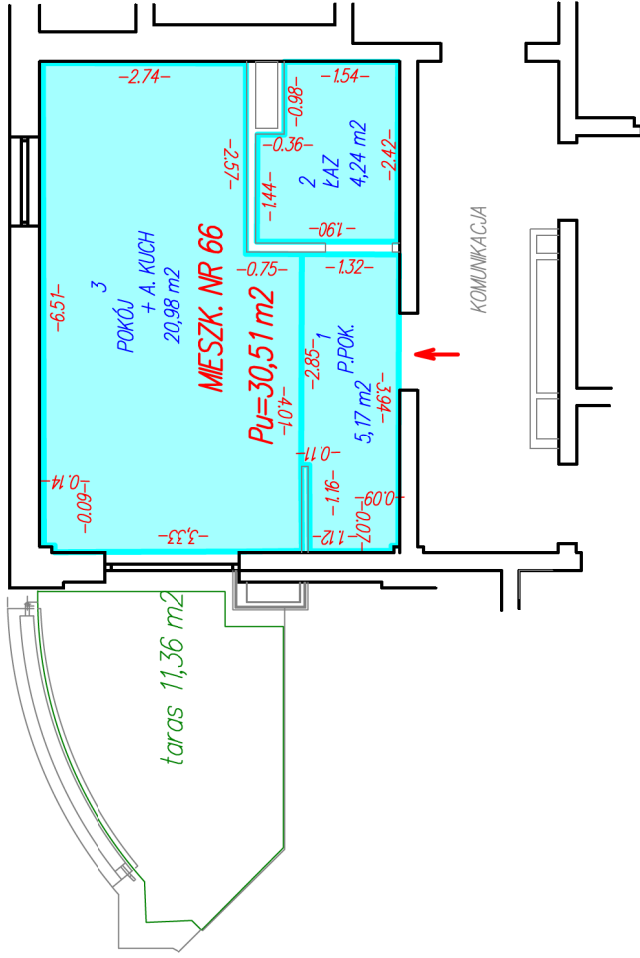 -2.74-
-1.54-
-0.98-
-0.36-
-2.42-
-2.57-
-1.44-
2
ŁAZ
4,24 m2
-1.90-
-0.75-
-1.32-
KOMUNIKACJA
3
POKÓJ
+ A. KUCH
20,98 m2
-6.51-
MIESZK. NR 66
Pu=30,51 m2
-4.01-
-2.85-
1
P.POK.
5,17 m2
-3.94-
-0.11-
-0.14-
-0.09-
-1.16-
-0.09-
-0.07-
-3,33-
-1.12-
taras 11,36 m2